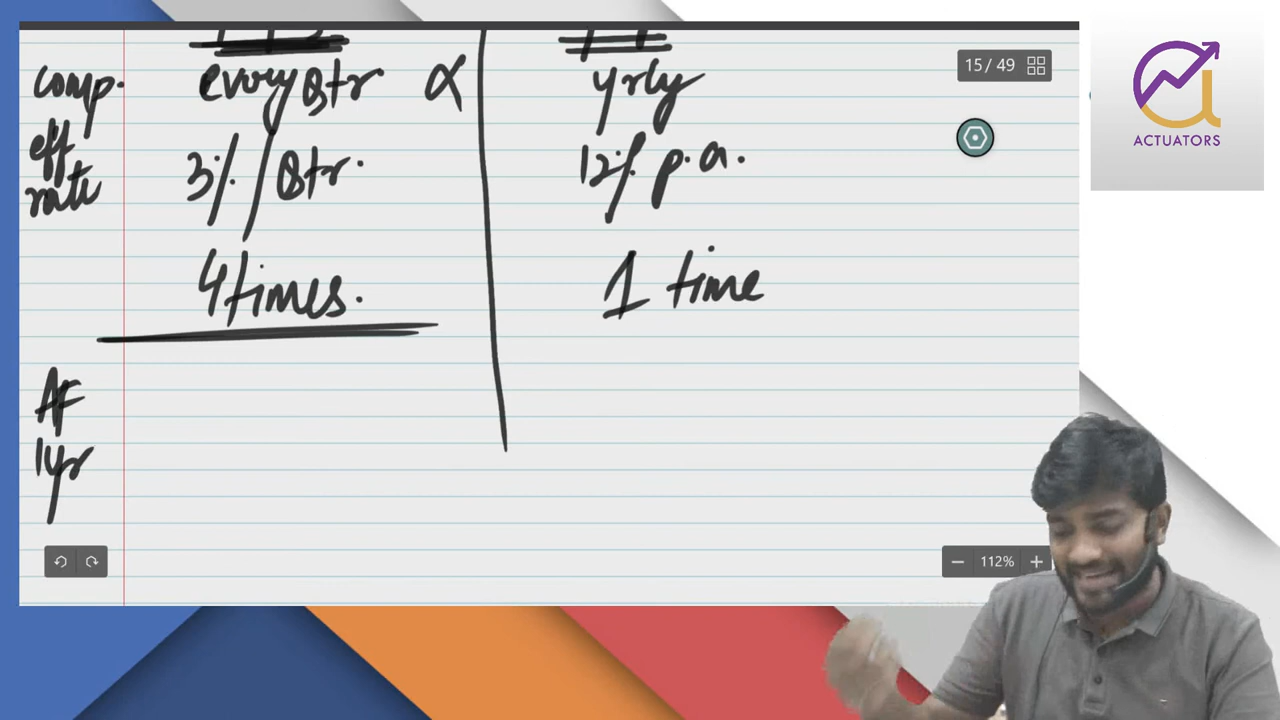 comp. every Qtr α yrly
eff rate 3% / Qtr. 12% p.a.
4 times. 1 time
AF
1yr
15 / 49
112%
ACTUATORS